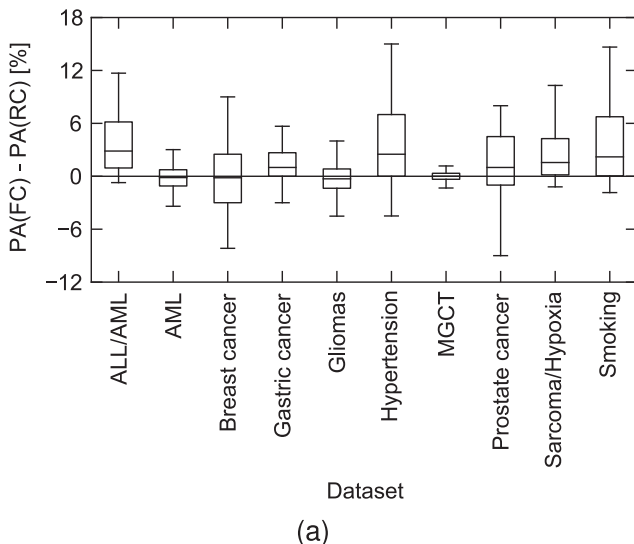 PA(FC) - PA(RC) [%]
18
12
6
0
−6
−12
ALL/AML
AML
Breast cancer
Gastric cancer
Gliomas
Hypertension
MGCT
Prostate cancer
Sarcoma/Hypoxia
Smoking
Dataset
(a)